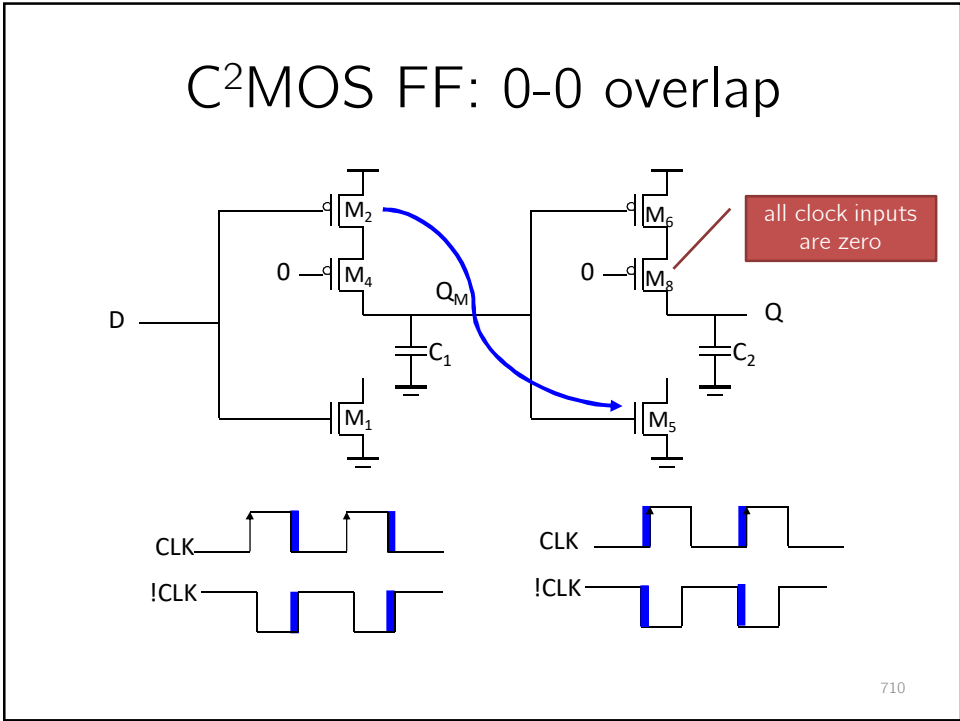 C²MOS FF: 0-0 overlap
all clock inputs
are zero
M₂
M₆
0
M₄
0
M₈
Q_M
D
Q
C₁
C₂
M₁
M₅
CLK
!CLK
CLK
!CLK
710